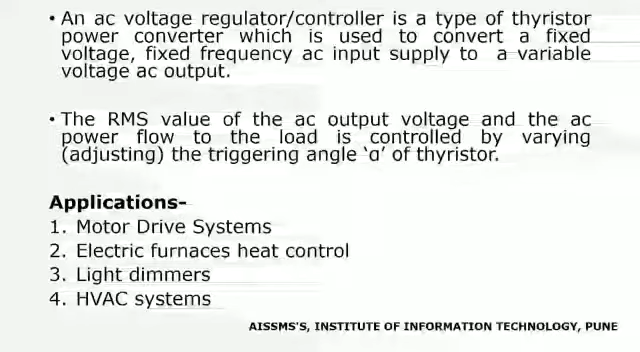 • An ac voltage regulator/controller is a type of thyristor
power converter which is used to convert a fixed
voltage, fixed frequency ac input supply to a variable
voltage ac output.
• The RMS value of the ac output voltage and the ac
power flow to the load is controlled by varying
(adjusting) the triggering angle ‘α’ of thyristor.
Applications-
1. Motor Drive Systems
2. Electric furnaces heat control
3. Light dimmers
4. HVAC systems
AISSMS'S, INSTITUTE OF INFORMATION TECHNOLOGY, PUNE